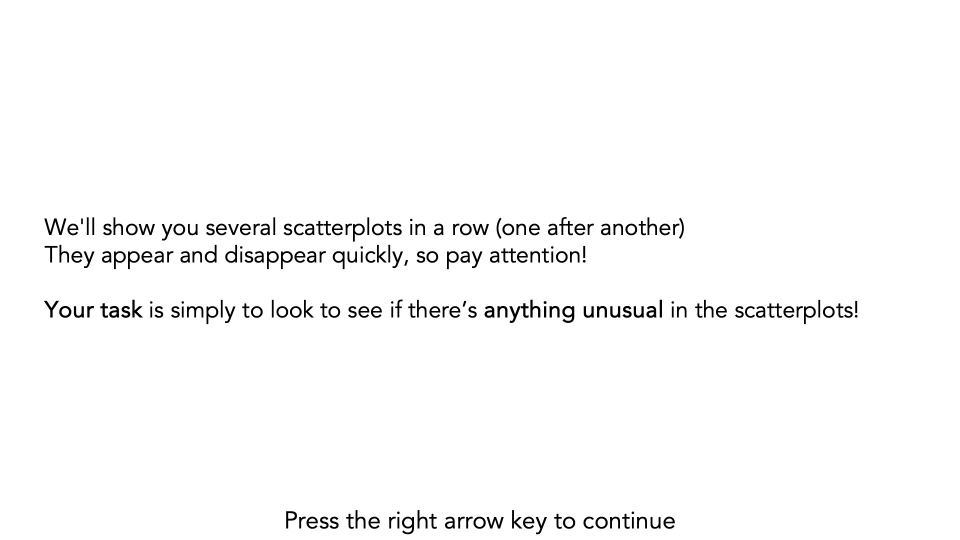 We'll show you several scatterplots in a row (one after another)
They appear and disappear quickly, so pay attention!
Your task is simply to look to see if there’s anything unusual in the scatterplots!
Press the right arrow key to continue